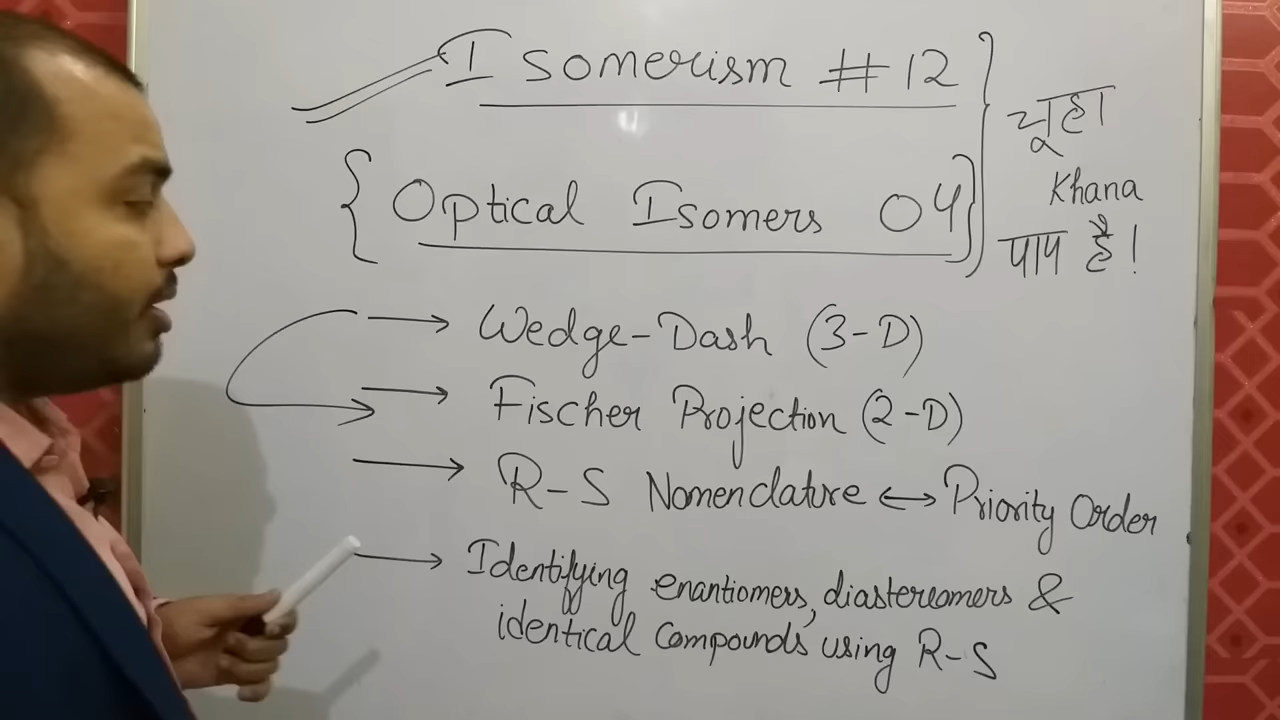 Isomerism #12
{ Optical Isomers 04 }
चूहा
Khana
पाप है!
→ Wedge-Dash (3-D)
→ Fischer Projection (2-D)
→ R-S Nomenclature ↔ Priority Order
→ Identifying enantiomers, diastereomers &
identical compounds using R-S